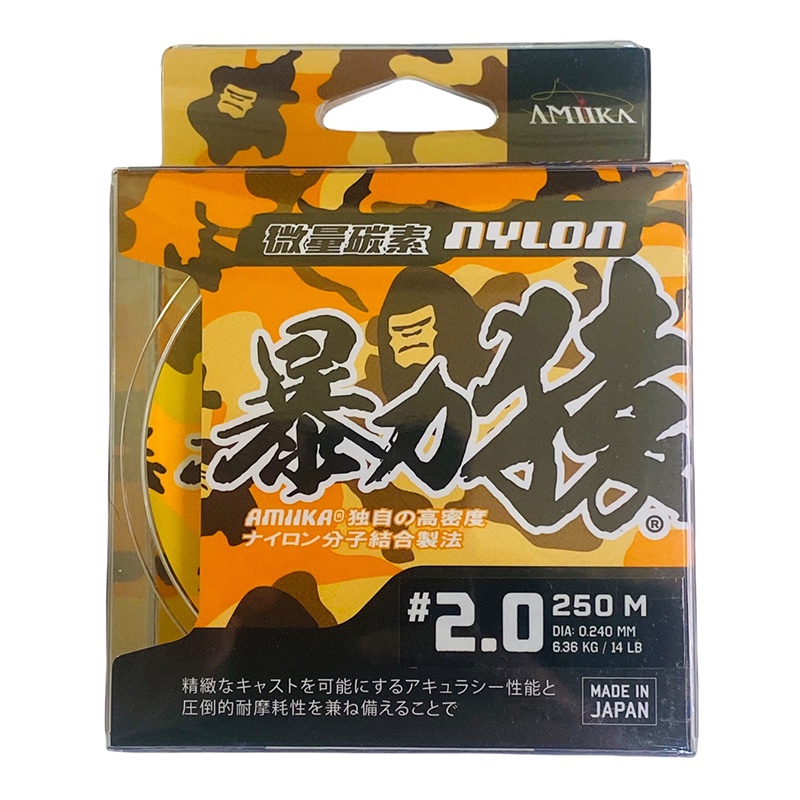 AMIIKA
微量碳素 NYLON
暴力猿
®
AMIIKA®独自の高密度
ナイロン分子結合製法
#2.0 250 M
DIA: 0.240 MM
6.36 KG / 14 LB
精緻なキャストを可能にするアキュラシー性能と
圧倒的耐摩耗性を兼ね備えることで
MADE IN
JAPAN